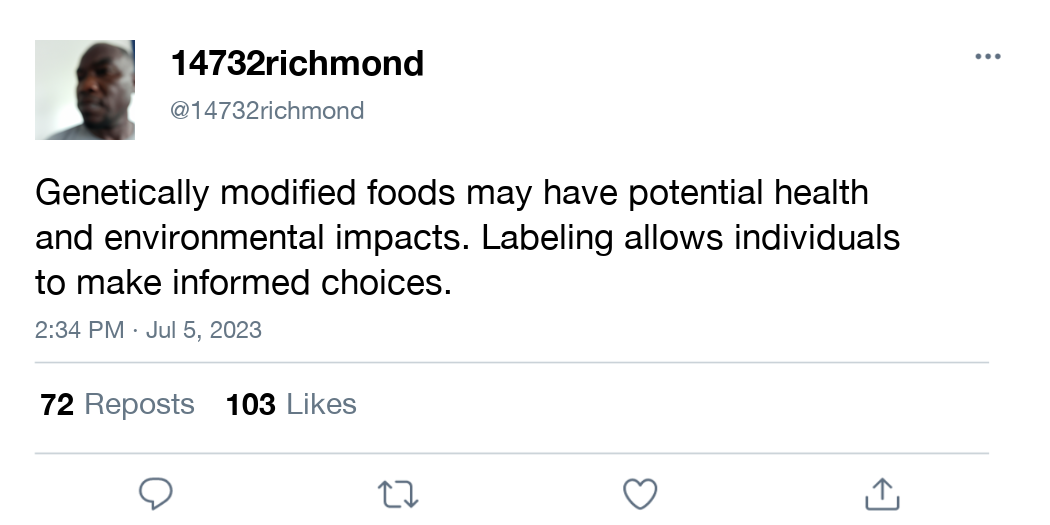 14732richmond
@14732richmond
Genetically modified foods may have potential health
and environmental impacts. Labeling allows individuals
to make informed choices.
2:34 PM · Jul 5, 2023
72 Reposts 103 Likes